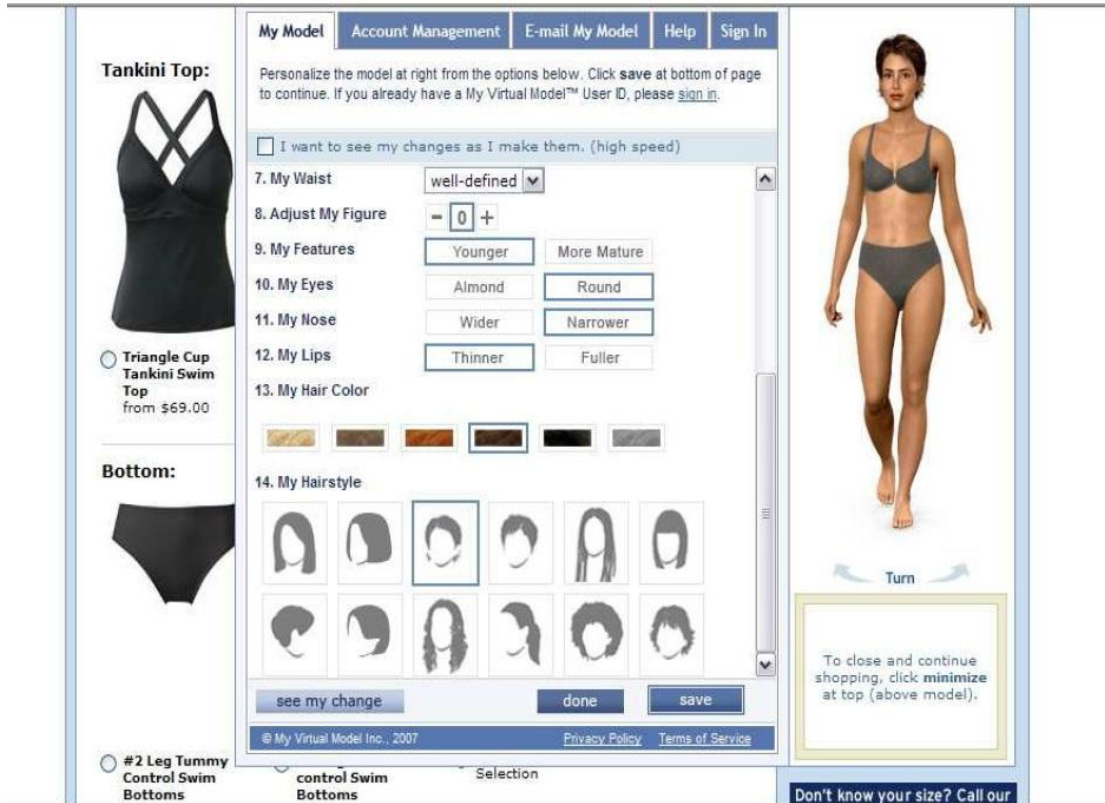 My Model
Account Management
E-mail My Model
Help
Sign In
Tankini Top:
Triangle Cup
Tankini Swim
Top
from $69.00
Bottom:
#2 Leg Tummy
Control Swim
Bottoms
control Swim
Bottoms
Selection
Personalize the model at right from the options below. Click save at bottom of page
to continue. If you already have a My Virtual Model™ User ID, please sign in.
I want to see my changes as I make them. (high speed)
7. My Waist well-defined
8. Adjust My Figure - 0 +
9. My Features Younger More Mature
10. My Eyes Almond Round
11. My Nose Wider Narrower
12. My Lips Thinner Fuller
13. My Hair Color
14. My Hairstyle
see my change done save
© My Virtual Model Inc., 2007 Privacy Policy Terms of Service
Turn
To close and continue
shopping, click minimize
at top (above model).
Don't know your size? Call our